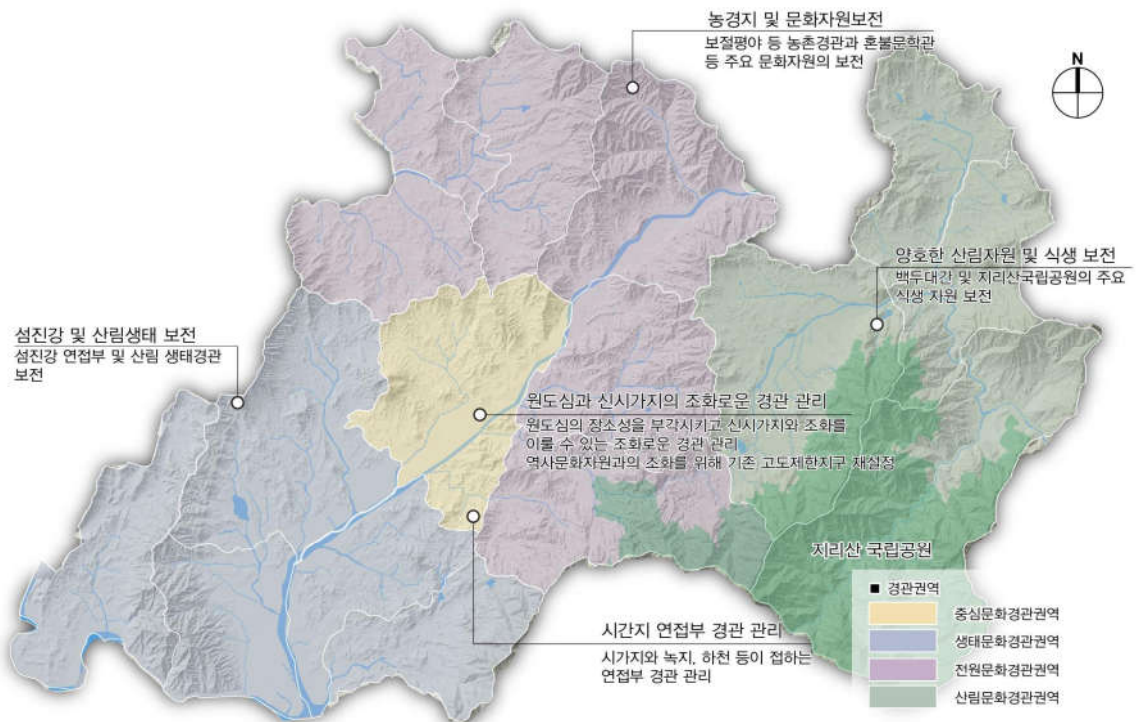 농경지 및 문화자원보전
보절평야 등 농촌경관과 혼불문학관
등 주요 문화자원의 보전
N
양호한 산림자원 및 식생 보전
백두대간 및 지리산국립공원의 주요
식생 자원 보전
섬진강 및 산림생태 보전
섬진강 연접부 및 산림 생태경관
보전
원도심과 신시가지의 조화로운 경관 관리
원도심의 장소성을 부각시키고 신시가지와 조화를
이룰 수 있는 조화로운 경관 관리
역사문화자원과의 조화를 위해 기존 고도제한지구 재설정
지리산 국립공원
■ 경관권역
중심문화경관권역
생태문화경관권역
전원문화경관권역
산림문화경관권역
시간지 연접부 경관 관리
시가지와 녹지, 하천 등이 접하는
연접부 경관 관리